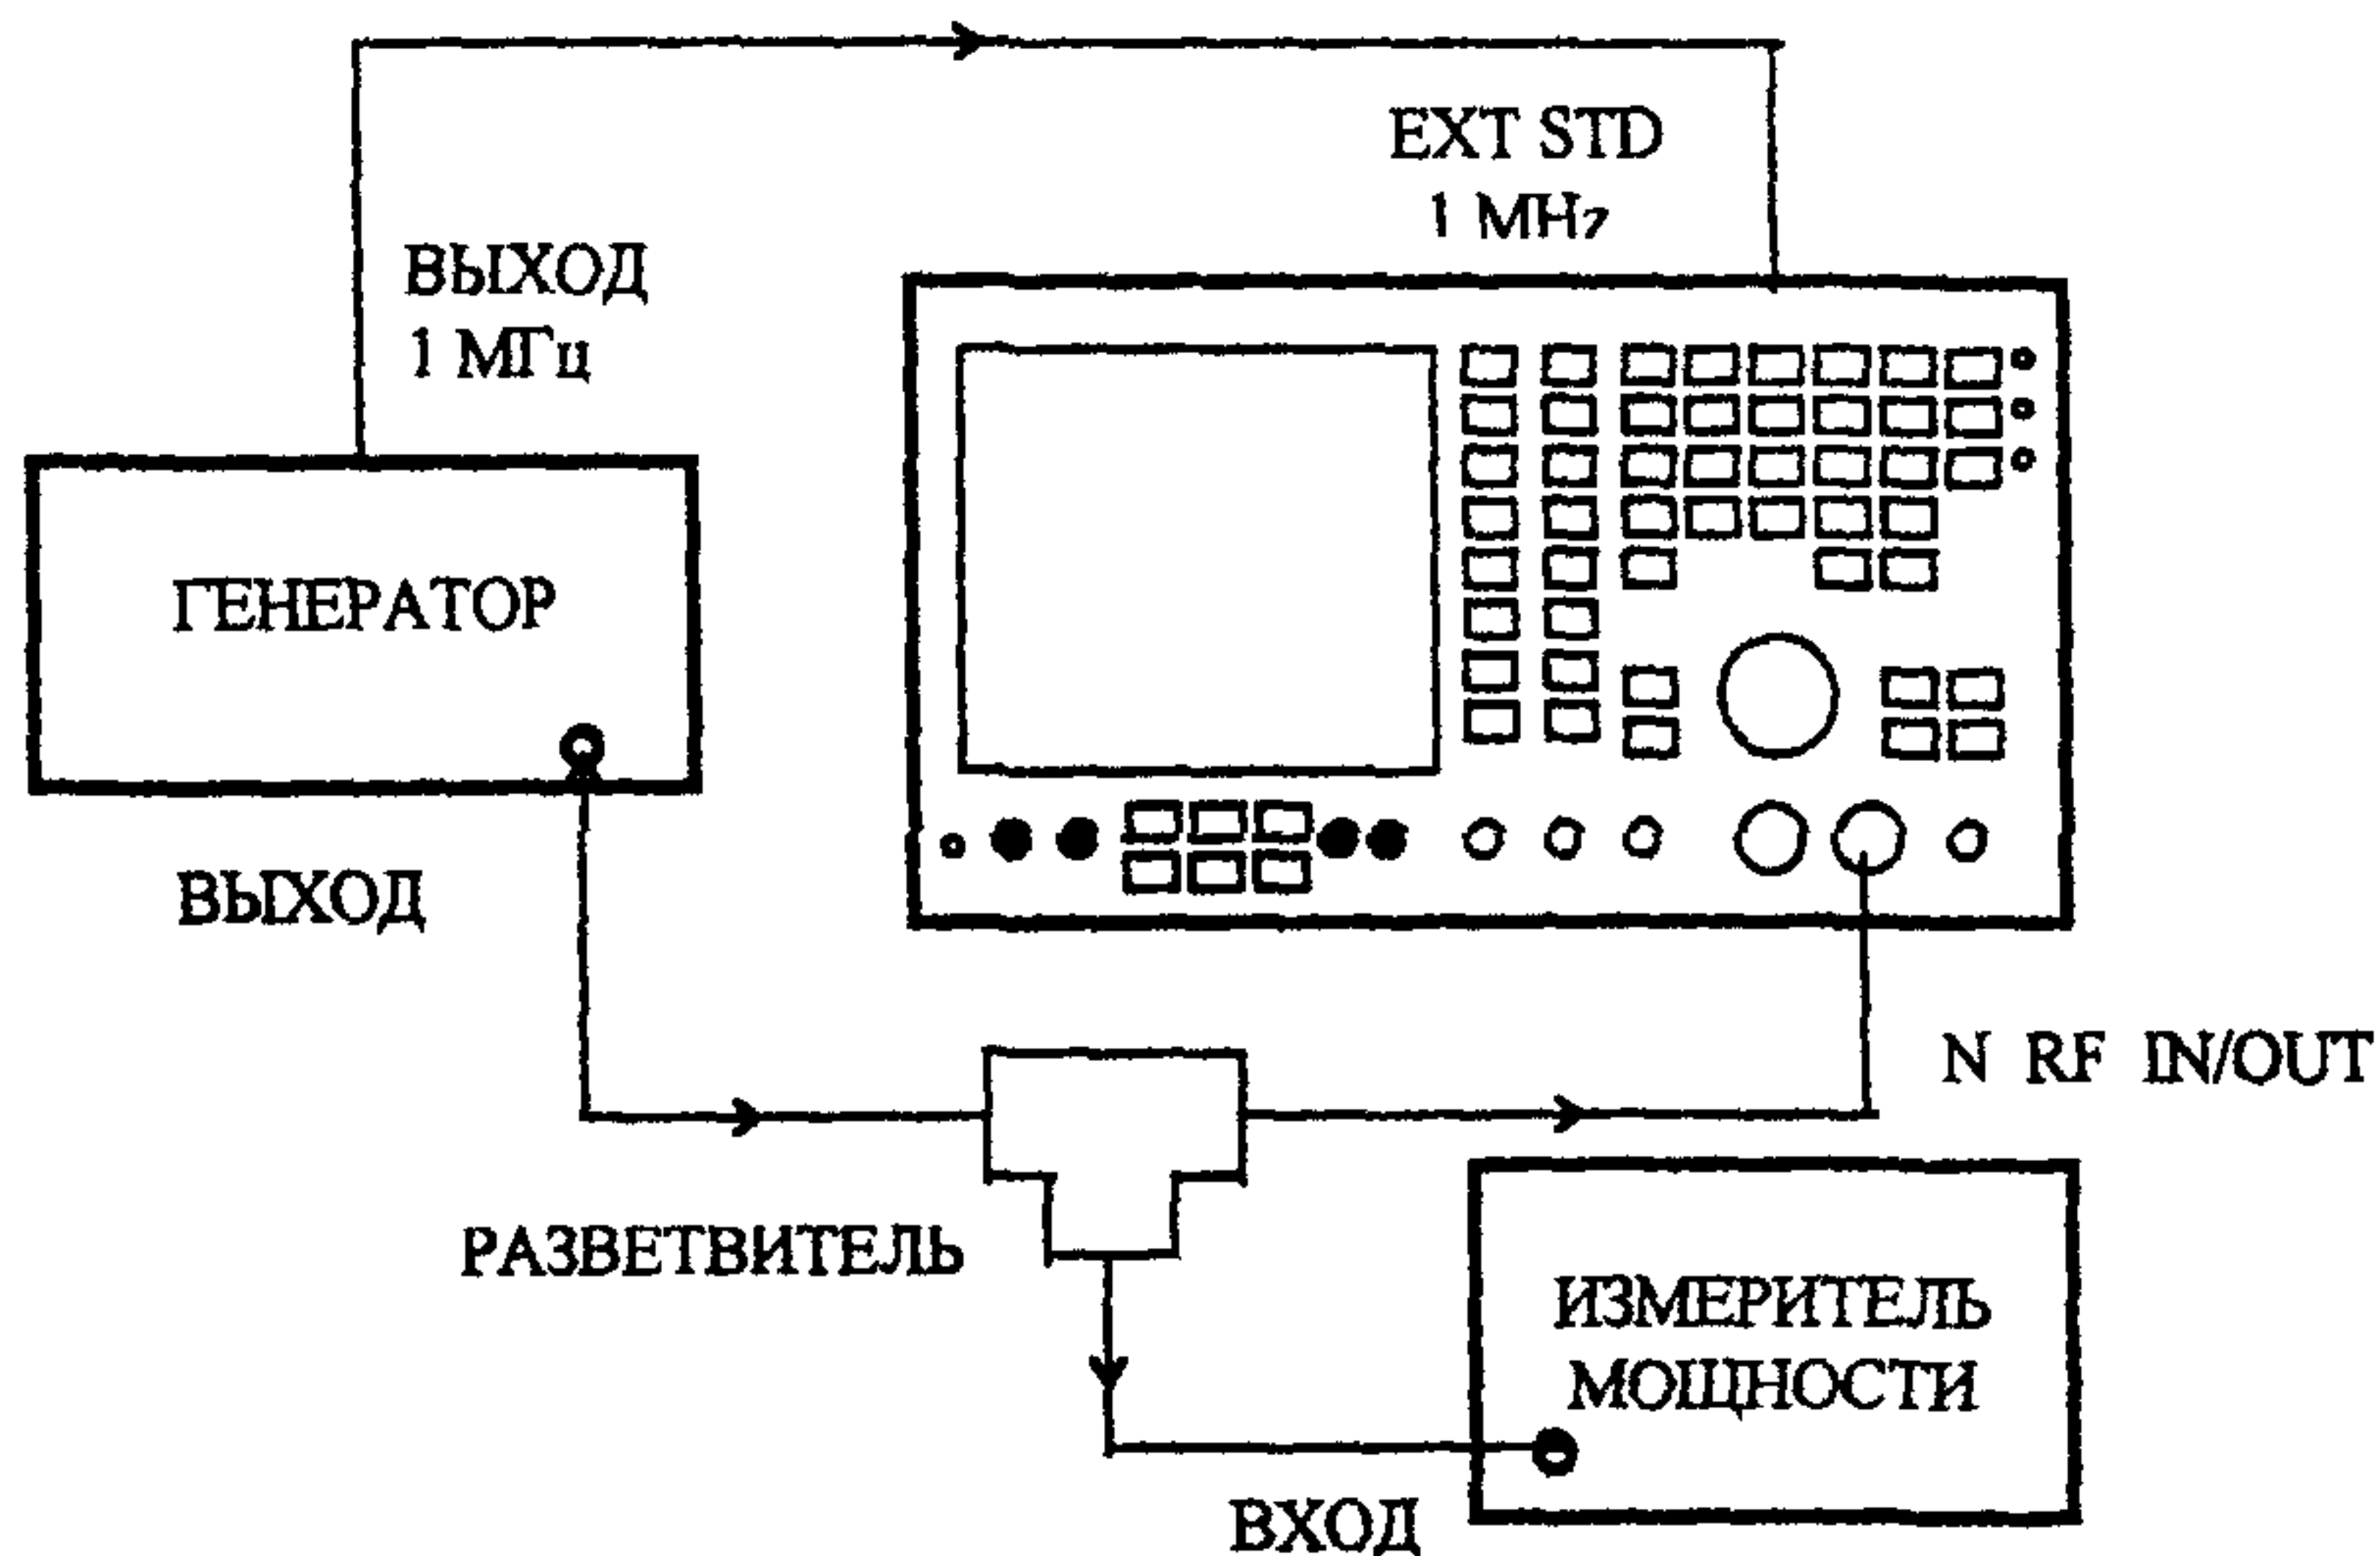 EXT STD
1 MHz
ВЫХОД
1 МГц
ГЕНЕРАТОР
ВЫХОД
N RF IN/OUT
РАЗВЕТВИТЕЛЬ
ИЗМЕРИТЕЛЬ
МОЩНОСТИ
ВХОД